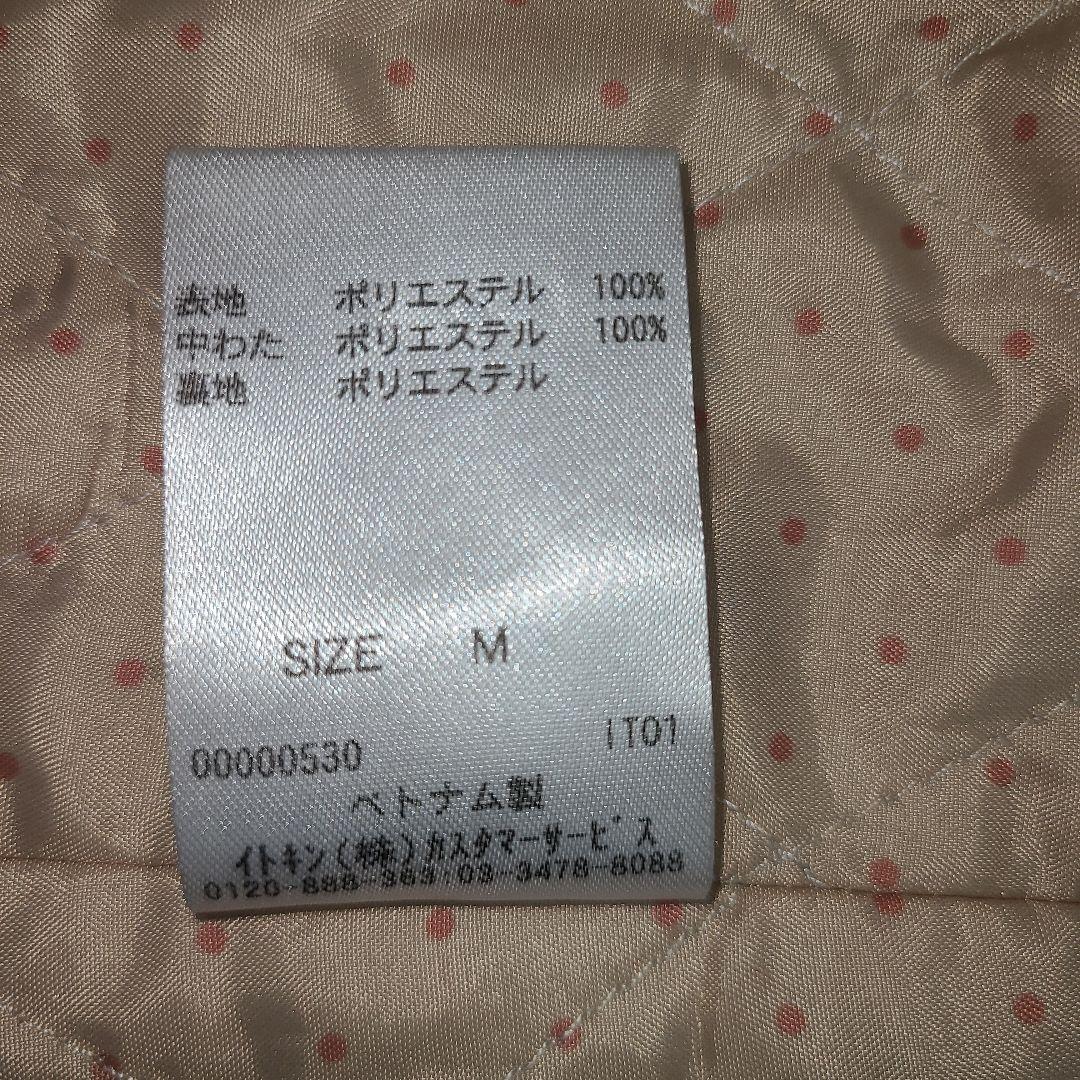 表地 ポリエステル 100%
中わた ポリエステル 100%
裏地 ポリエステル
SIZE M
IT01
00000530
ベトナム製
イトキン(株)カスタマーサービス
0120-888-363:03-3478-8088